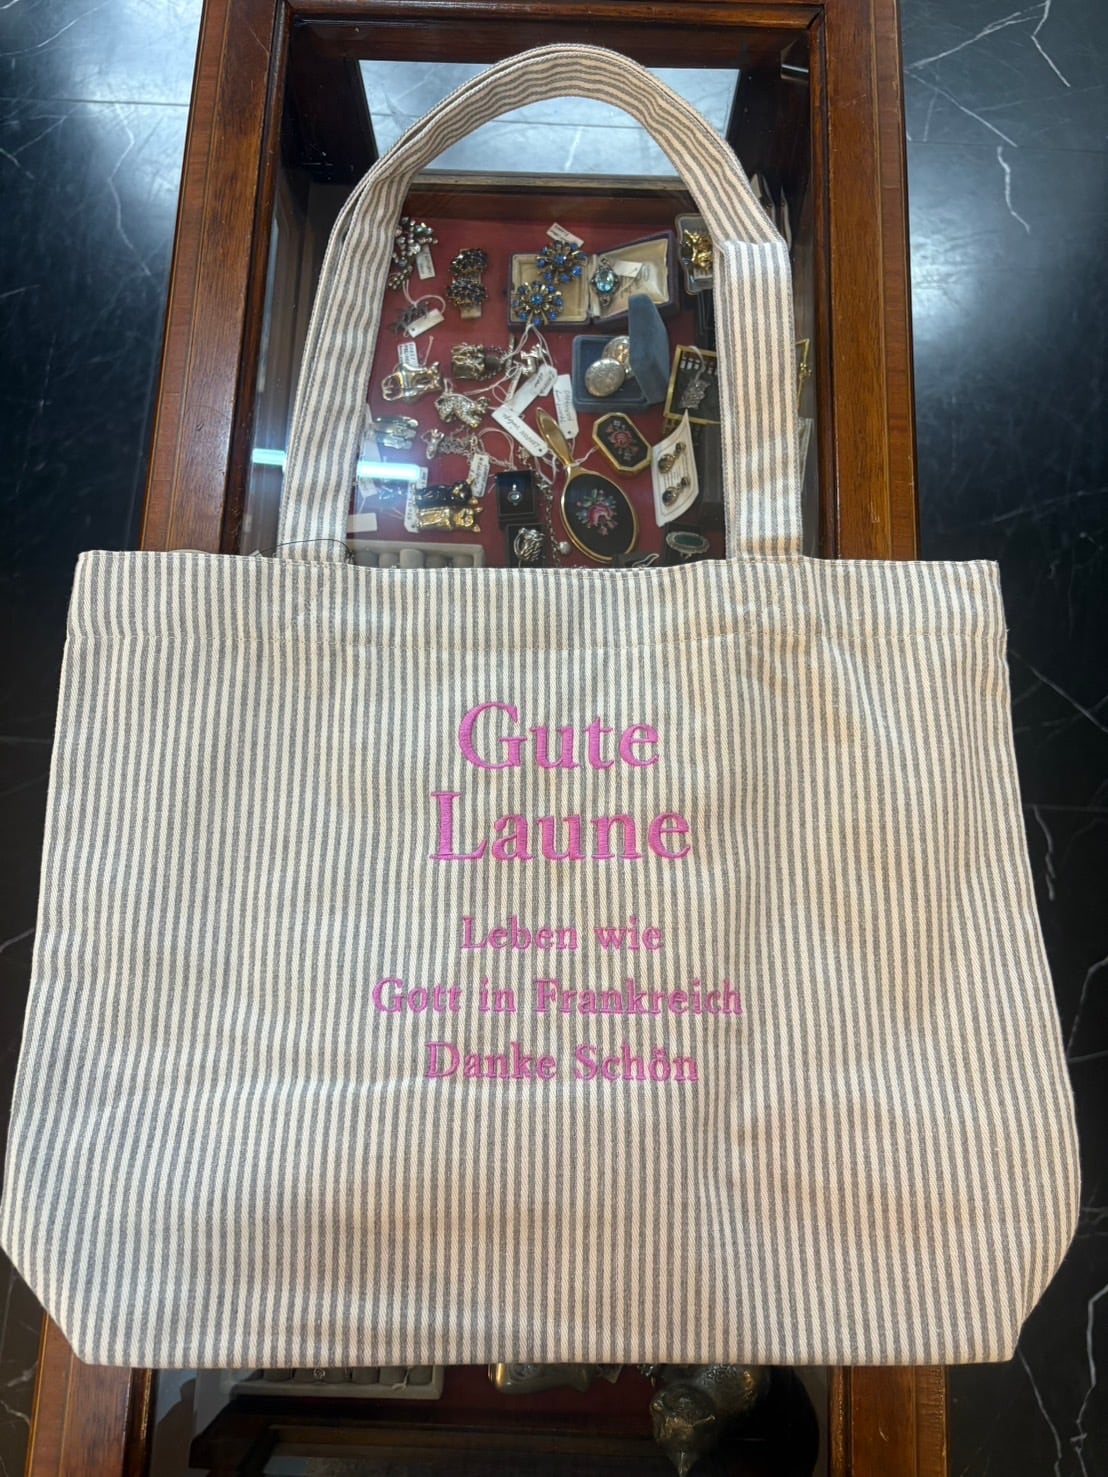 Gute
Laune
Leben wie
Gott in Frankreich
Danke Schön